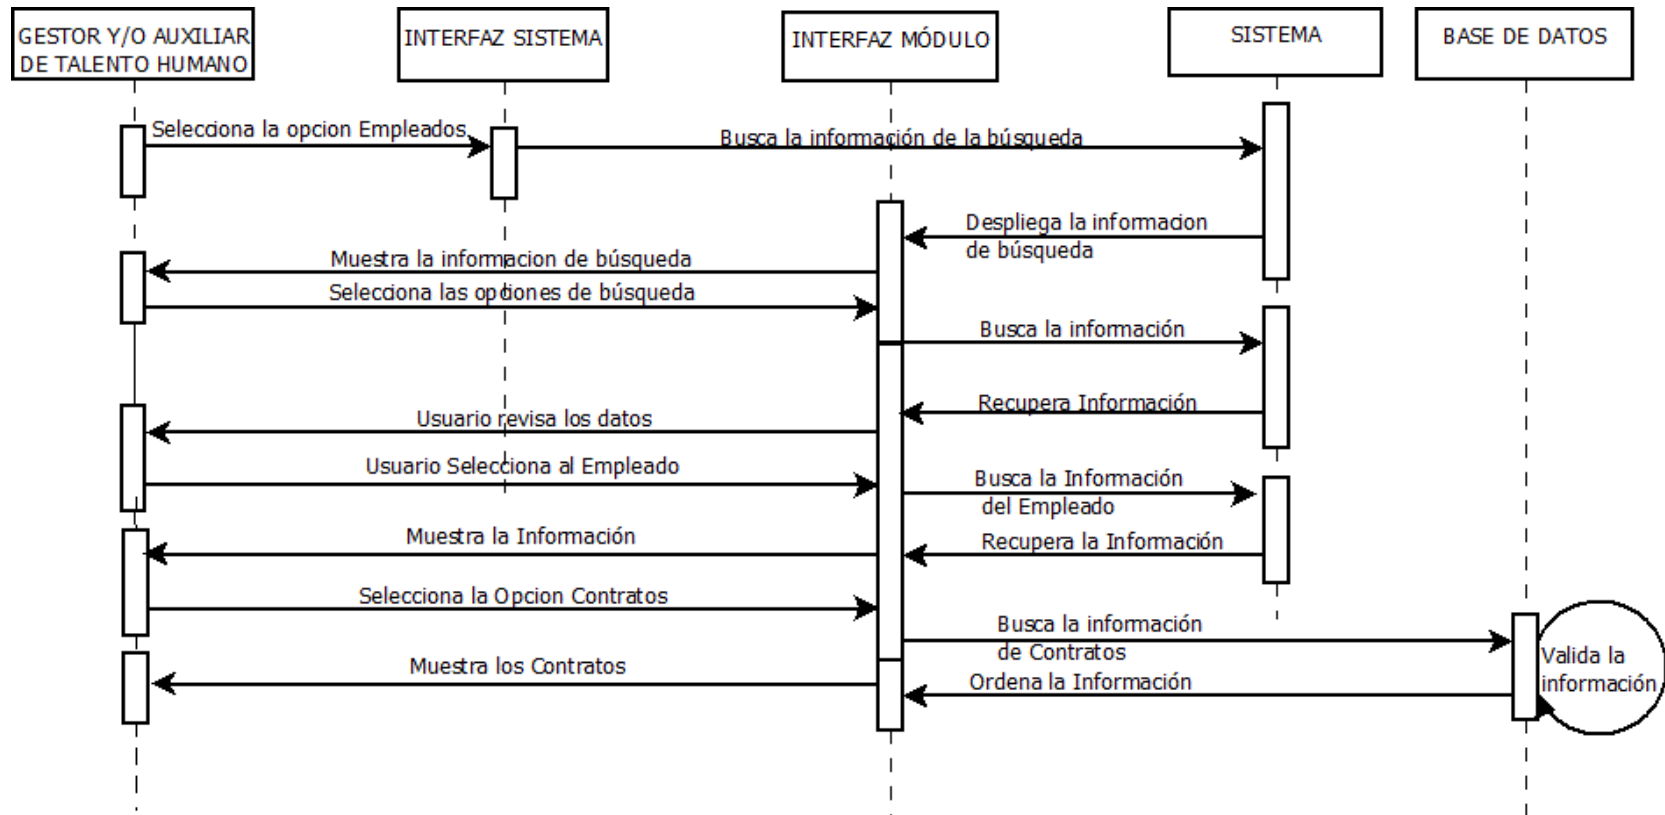 GESTOR Y/O AUXILIAR
DE TALENTO HUMANO
INTERFAZ SISTEMA
INTERFAZ MÓDULO
SISTEMA
BASE DE DATOS
Selecciona la opcion Empleados
Busca la información de la búsqueda
Despliega la informacion
de búsqueda
Muestra la informacion de búsqueda
Selecciona las opciones de búsqueda
Busca la información
Recupera Información
Usuario revisa los datos
Usuario Selecciona al Empleado
Busca la Información
del Empleado
Muestra la Información
Recupera la Información
Selecciona la Opcion Contratos
Busca la información
de Contratos
Valida la
información
Muestra los Contratos
Ordena la Información